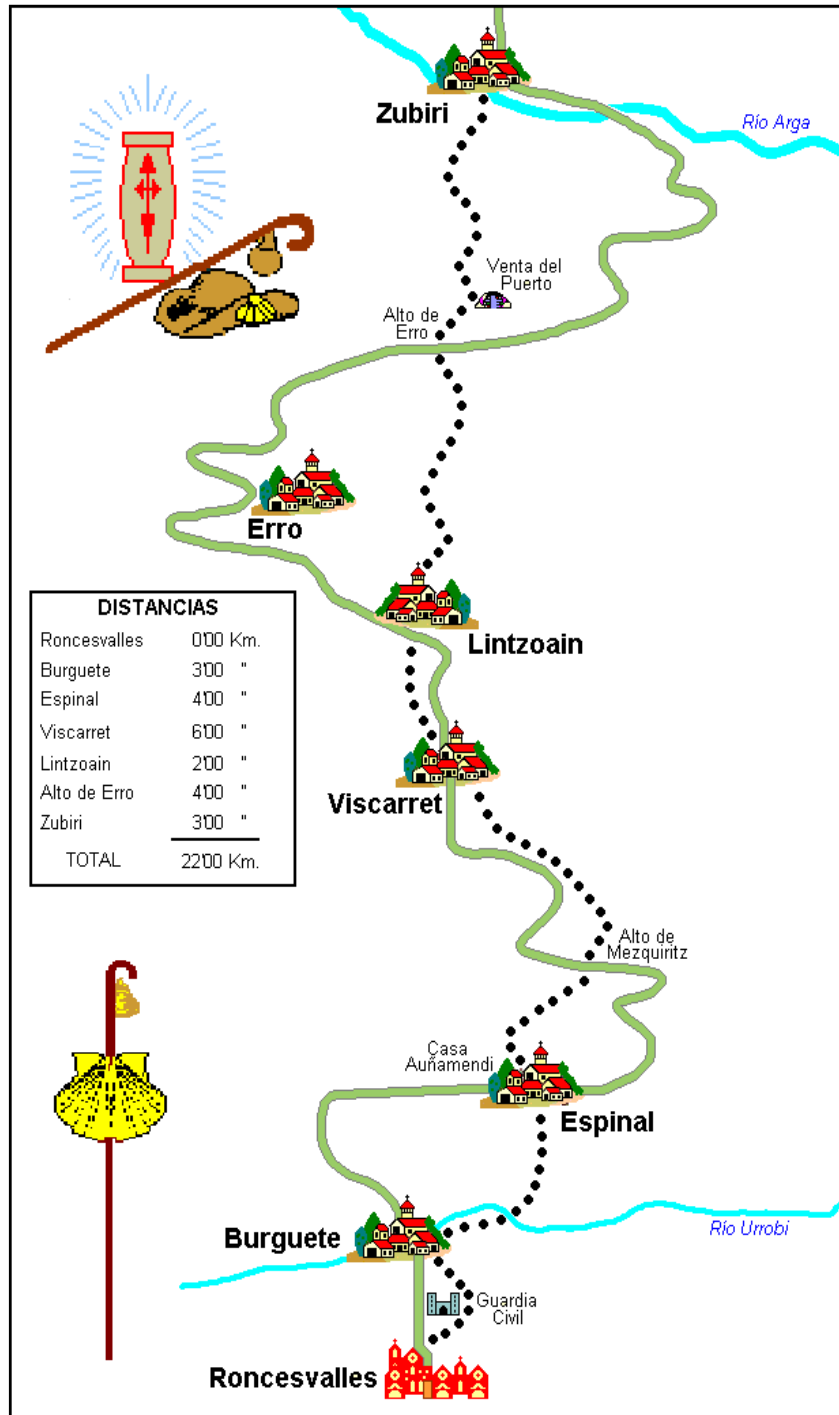 Zubiri
Río Arga
Venta del
Puerto
Alto de
Erro
Erro
Lintzoain
DISTANCIAS
Roncesvalles 0'00 Km.
Burguete 3'00 "
Espinal 4'00 "
Viscarret 6'00 "
Lintzoain 2'00 "
Alto de Erro 4'00 "
Zubiri 3'00 "
TOTAL 22'00 Km.
Viscarret
Alto de
Mezquiritz
Casa
Auñamendi
Espinal
Burguete
Río Urrobi
Guardia
Civil
Roncesvalles